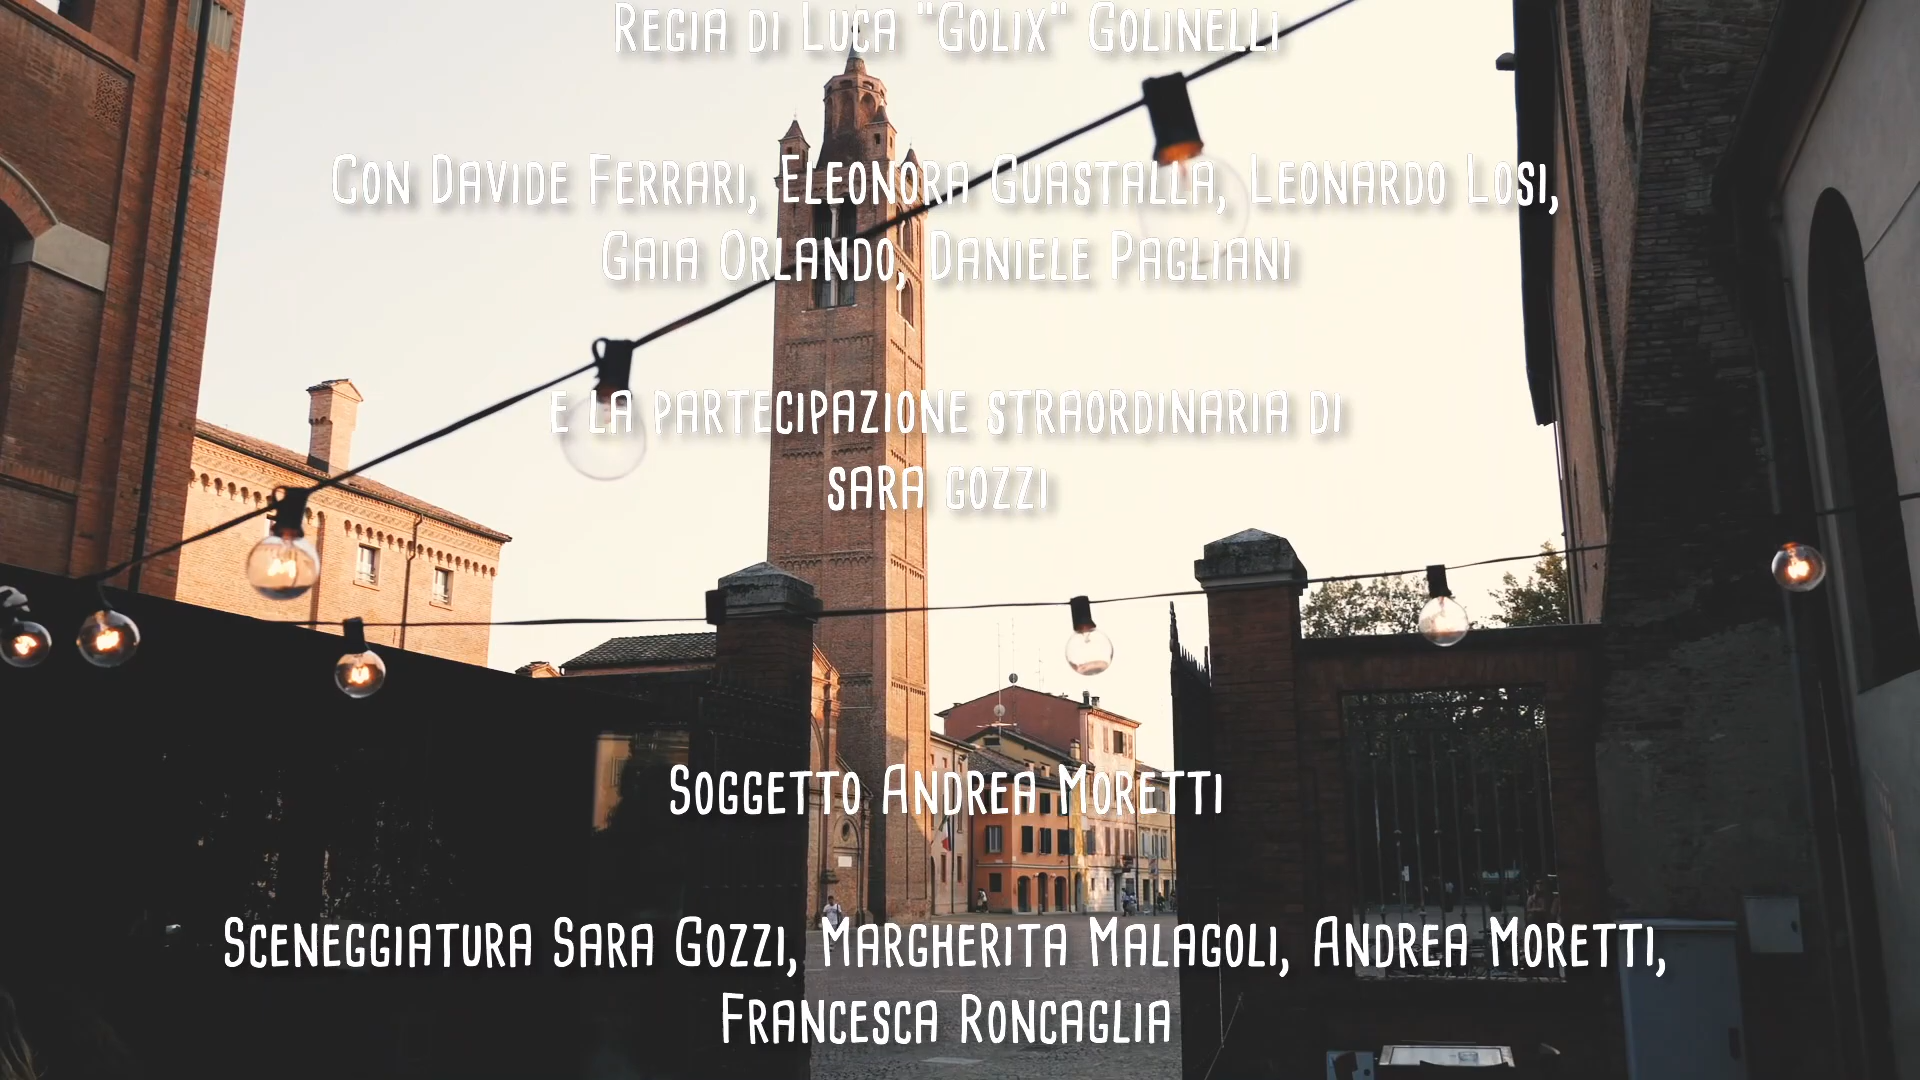 Regia di Luca "Golix" Golinelli
Con Davide Ferrari, Eleonora Guastalla, Leonardo Losi,
Gaia Orlando, Daniele Pagliani
e la partecipazione straordinaria di
sara gozzi
Soggetto Andrea Moretti
Sceneggiatura Sara Gozzi, Margherita Malagoli, Andrea Moretti,
Francesca Roncaglia